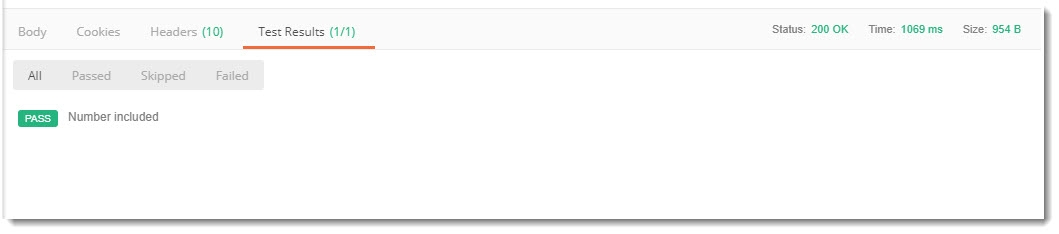 Body Cookies Headers (10) Test Results (1/1) Status: 200 OK Time: 1069 ms Size: 954 B
All Passed Skipped Failed
PASS Number included